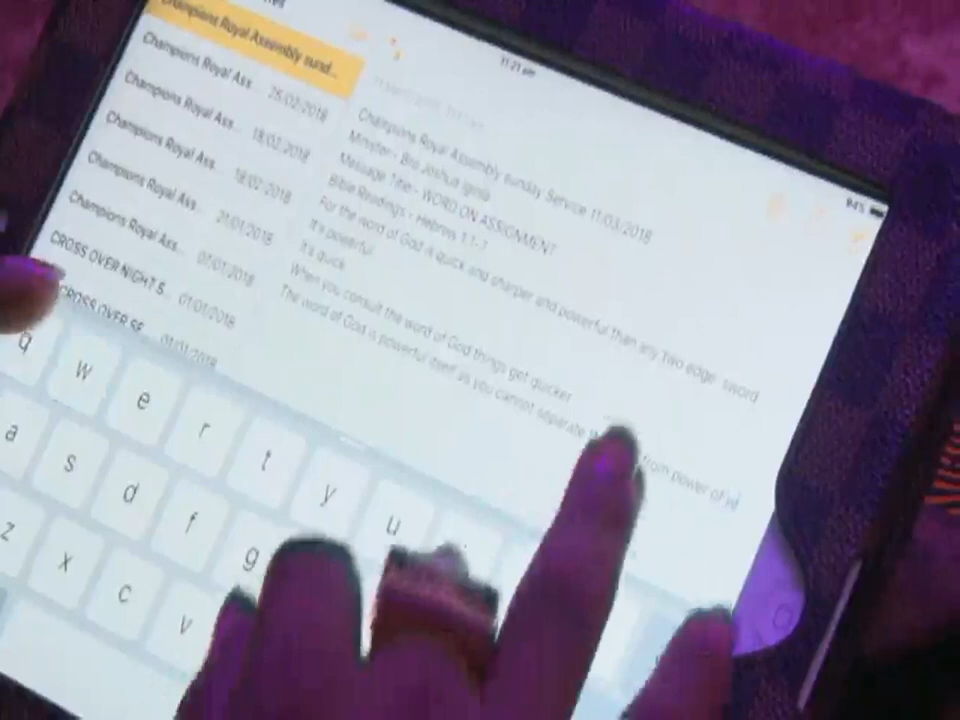 Champions Royal Assembly sund...
Champions Royal Ass... 25/02/2018
Champions Royal Ass... 18/02/2018
Champions Royal Ass... 18/02/2018
Champions Royal Ass... 21/01/2018
Champions Royal Ass... 07/01/2018
CROSS OVER NIGHT S... 01/01/2018
CROSS OVER SE... 01/01/2018
11:21 pm
94%
Champions Royal Assembly sunday Service 11/03/2018
Minister - Bro Joshua Iginla
Message Title - WORD ON ASSIGNMENT
Bible Readings - Hebrews 1:1-3
For the word of God is quick and sharper and powerful than any two edge sword
It's powerful
It's quick
When you consult the word of God things get quicker
The word of God is powerful itself as you cannot separate from power of
q w e r t y u
a s d f g
z x c v